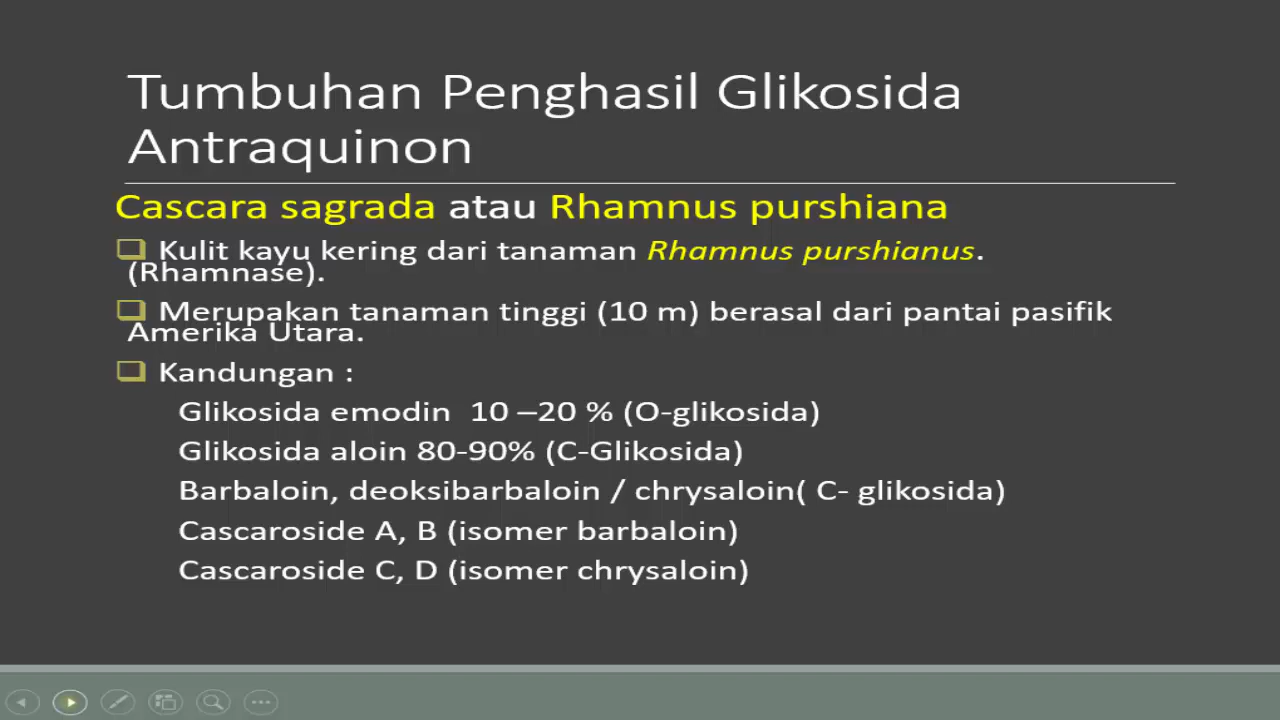 Tumbuhan Penghasil Glikosida
Antraquinon
Cascara sagrada atau Rhamnus purshiana
Kulit kayu kering dari tanaman Rhamnus purshianus.
(Rhamnase).
Merupakan tanaman tinggi (10 m) berasal dari pantai pasifik
Amerika Utara.
Kandungan :
Glikosida emodin  10 –20 % (O-glikosida)
Glikosida aloin 80-90% (C-Glikosida)
Barbaloin, deoksibarbaloin / chrysaloin( C- glikosida)
Cascaroside A, B (isomer barbaloin)
Cascaroside C, D (isomer chrysaloin)